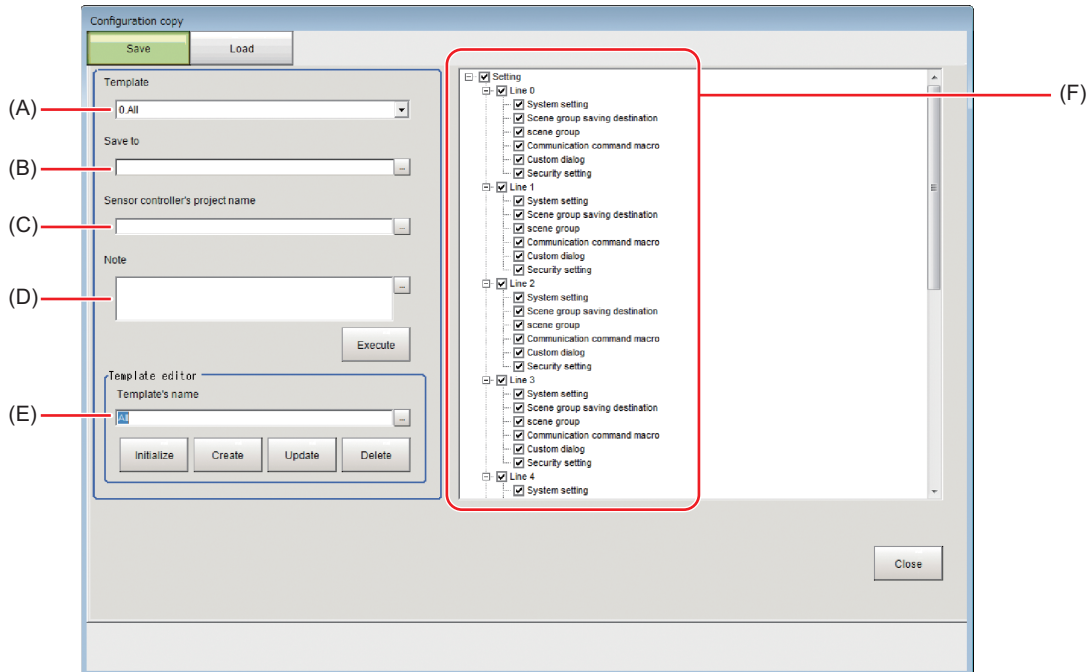 Configuration copy
Save
Load
(A)
Template
0.All
(B)
Save to
...
(C)
Sensor controller's project name
...
(D)
Note
...
Execute
Template editor
Template's name
(E)
All
...
Initialize
Create
Update
Delete
(F)
Setting
Line 0
System setting
Scene group saving destination
scene group
Communication command macro
Custom dialog
Security setting
Line 1
System setting
Scene group saving destination
scene group
Communication command macro
Custom dialog
Security setting
Line 2
System setting
Scene group saving destination
scene group
Communication command macro
Custom dialog
Security setting
Line 3
System setting
Scene group saving destination
scene group
Communication command macro
Custom dialog
Security setting
Line 4
System setting
Close